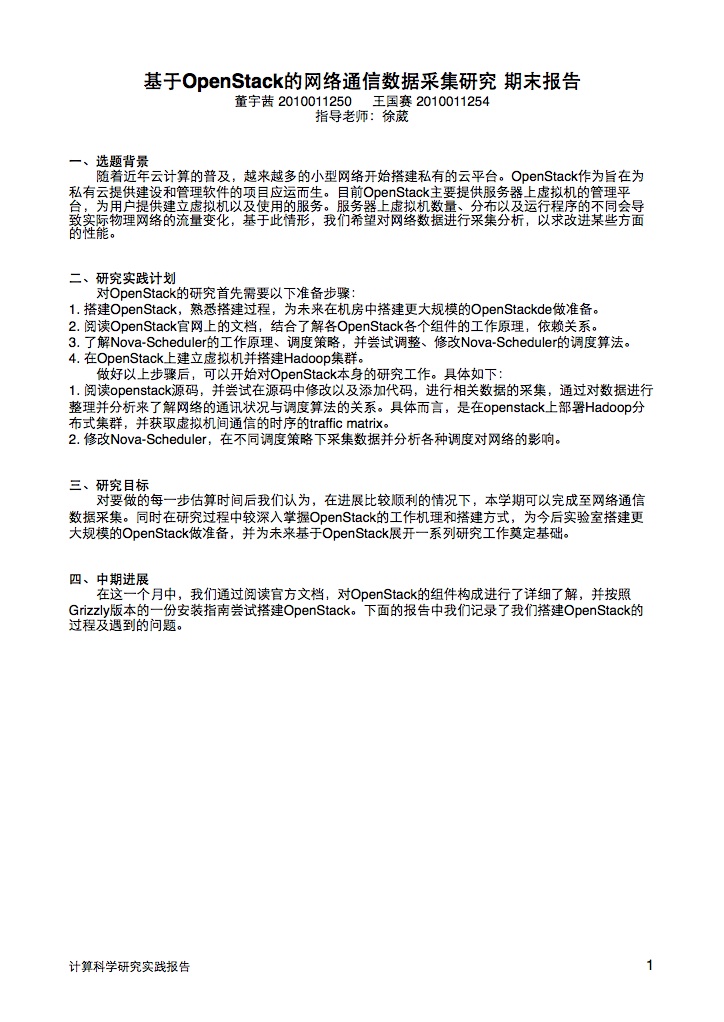 基于OpenStack的网络通信数据采集研究 期末报告
董宇茜 2010011250 王国赛 2010011254
指导老师：徐葳
一、选题背景
随着近年云计算的普及，越来越多的小型网络开始搭建私有的云平台。OpenStack作为旨在为
私有云提供建设和管理软件的项目应运而生。目前OpenStack主要提供服务器上虚拟机的管理平
台，为用户提供建立虚拟机以及使用的服务。服务器上虚拟机数量、分布以及运行程序的不同会导
致实际物理网络的流量变化，基于此情形，我们希望对网络数据进行采集分析，以求改进某些方面
的性能。
二、研究实践计划
对OpenStack的研究首先需要以下准备步骤：
1. 搭建OpenStack，熟悉搭建过程，为未来在机房中搭建更大规模的OpenStackde做准备。
2. 阅读OpenStack官网上的文档，结合了解各OpenStack各个组件的工作原理，依赖关系。
3. 了解Nova-Scheduler的工作原理、调度策略，并尝试调整、修改Nova-Scheduler的调度算法。
4. 在OpenStack上建立虚拟机并搭建Hadoop集群。
做好以上步骤后，可以开始对OpenStack本身的研究工作。具体如下：
1. 阅读openstack源码，并尝试在源码中修改以及添加代码，进行相关数据的采集，通过对数据进行
整理并分析来了解网络的通讯状况与调度算法的关系。具体而言，是在openstack上部署Hadoop分
布式集群，并获取虚拟机间通信的时序的traffic matrix。
2. 修改Nova-Scheduler，在不同调度策略下采集数据并分析各种调度对网络的影响。
三、研究目标
对要做的每一步估算时间后我们认为，在进展比较顺利的情况下，本学期可以完成至网络通信
数据采集。同时在研究过程中较深入掌握OpenStack的工作机理和搭建方式，为今后实验室搭建更
大规模的OpenStack做准备，并为未来基于OpenStack展开一系列研究工作奠定基础。
四、中期进展
在这一个月中，我们通过阅读官方文档，对OpenStack的组件构成进行了详细了解，并按照
Grizzly版本的一份安装指南尝试搭建OpenStack。下面的报告中我们记录了我们搭建OpenStack的
过程及遇到的问题。
计算科学研究实践报告 1